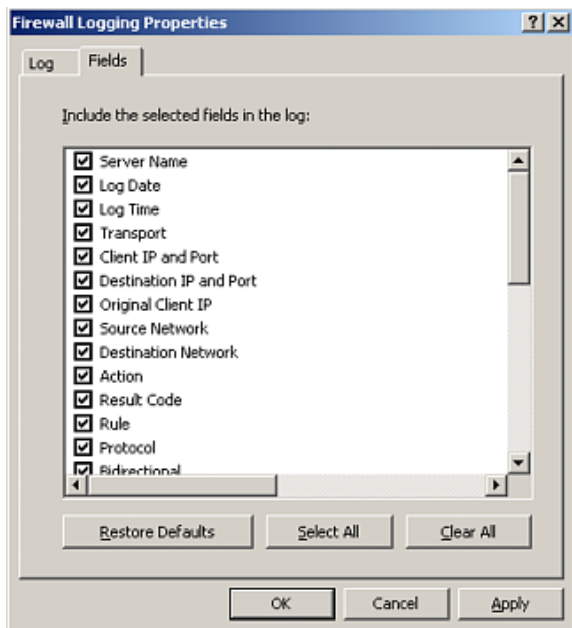 Firewall Logging Properties
Log
Fields
Include the selected fields in the log:
Server Name
Log Date
Log Time
Transport
Client IP and Port
Destination IP and Port
Original Client IP
Source Network
Destination Network
Action
Result Code
Rule
Protocol
Bidirectional
Restore Defaults
Select All
Clear All
OK
Cancel
Apply